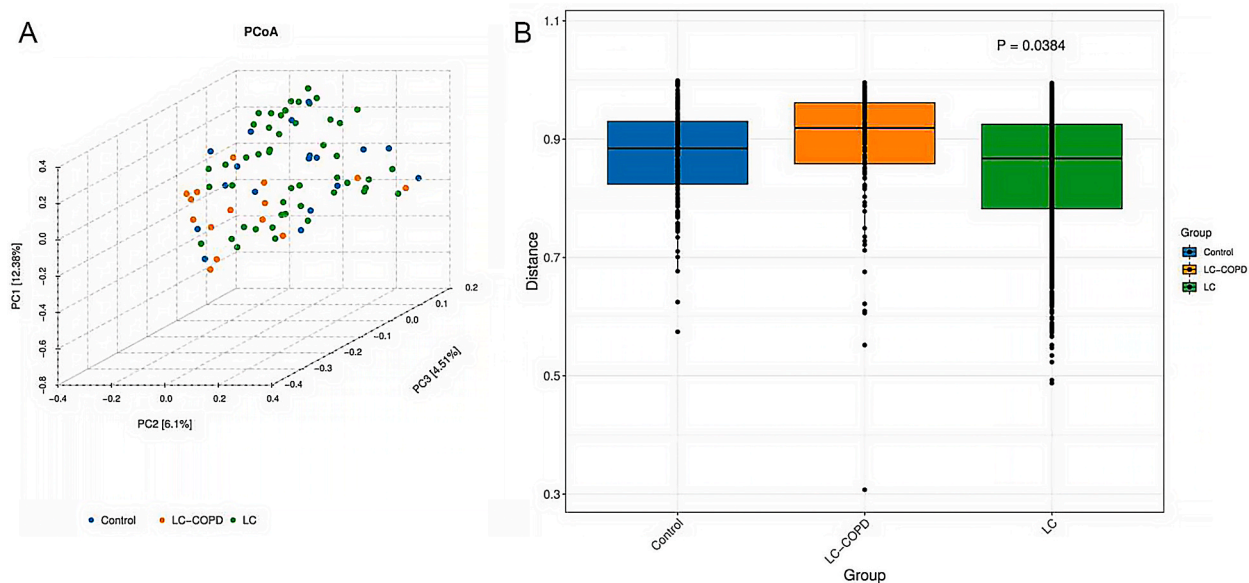 A
PCoA
PC1 [12.38%]
0.4
0.2
0.0
−0.2
−0.4
−0.6
−0.8
−0.4
−0.2
0.0
0.2
0.4
PC2 [6.1%]
−0.4
−0.3
−0.2
−0.1
0.0
0.1
0.2
PC3 [4.51%]
Control
LC−COPD
LC
B
P = 0.0384
Distance
1.1
0.9
0.7
0.5
0.3
Control
LC−COPD
LC
Group
Group
Control
LC−COPD
LC